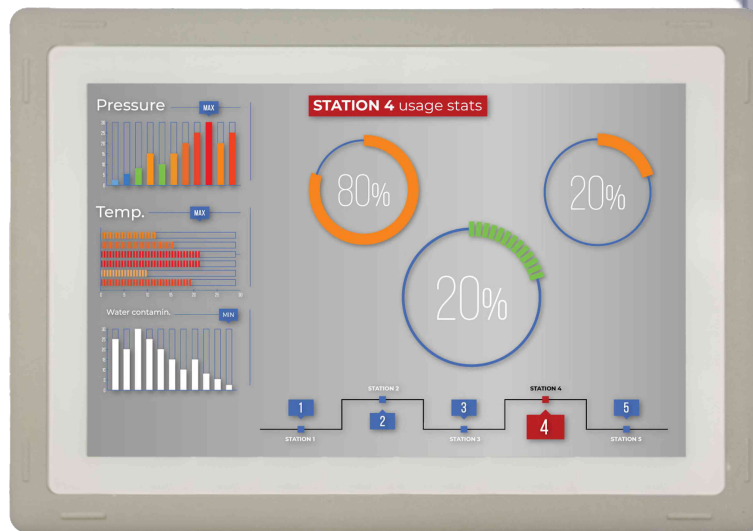 Pressure
MAX
Temp.
MAX
Water contamin.
MIN
STATION 4 usage stats
80%
20%
20%
STATION 2
STATION 4
1
2
3
4
5
STATION 1
STATION 3
STATION 5